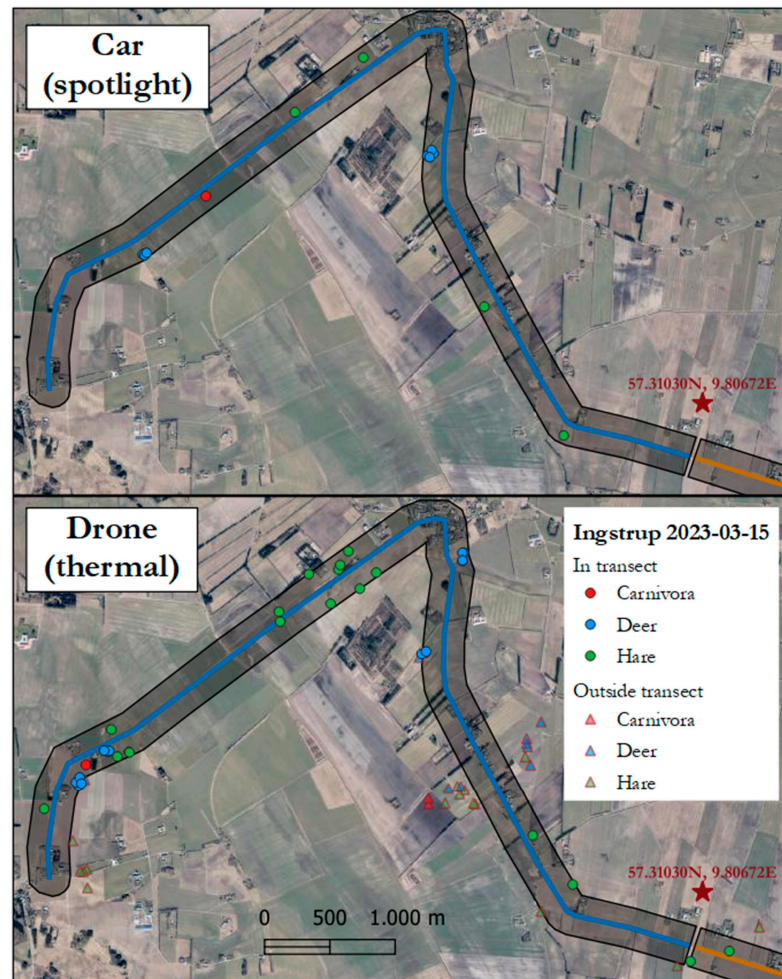 Car
(spotlight)
57.31030N, 9.80672E
Drone
(thermal)
Ingstrup 2023-03-15
In transect
Carnivora
Deer
Hare
Outside transect
Carnivora
Deer
Hare
57.31030N, 9.80672E
0 500 1.000 m